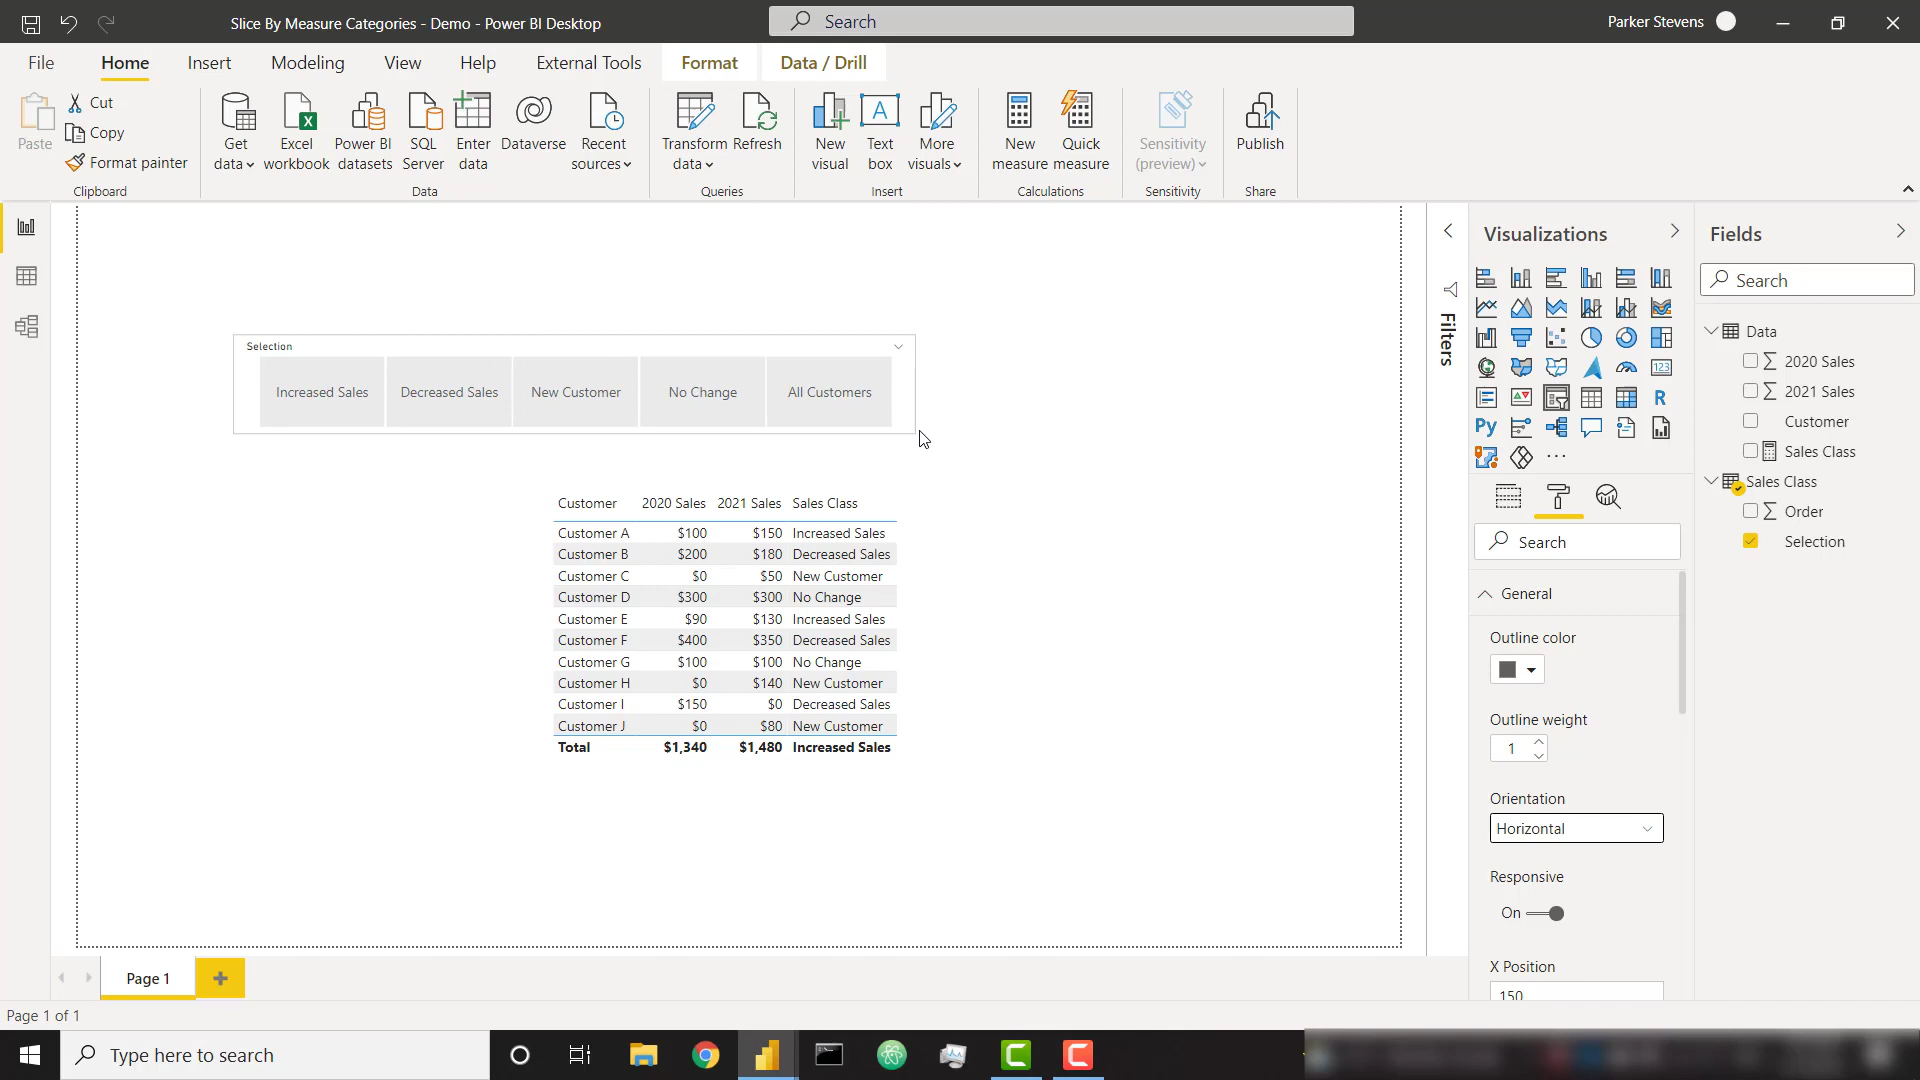 Slice By Measure Categories - Demo - Power BI Desktop
Search
Parker Stevens
File Home Insert Modeling View Help External Tools Format Data / Drill
Paste
Cut
Copy
Format painter
Clipboard
Get data
Excel workbook
Power BI datasets
SQL Server
Enter data
Dataverse
Recent sources
Data
Transform data
Refresh
Queries
New visual
Text box
More visuals
Insert
New measure
Quick measure
Calculations
Sensitivity (preview)
Sensitivity
Publish
Share
Selection
Increased Sales Decreased Sales New Customer No Change All Customers
Customer 2020 Sales 2021 Sales Sales Class
Customer A $100 $150 Increased Sales
Customer B $200 $180 Decreased Sales
Customer C $0 $50 New Customer
Customer D $300 $300 No Change
Customer E $90 $130 Increased Sales
Customer F $400 $350 Decreased Sales
Customer G $100 $100 No Change
Customer H $0 $140 New Customer
Customer I $150 $0 Decreased Sales
Customer J $0 $80 New Customer
Total $1,340 $1,480 Increased Sales
Filters
Visualizations
123
R
Py
Search
General
Outline color
Outline weight
1
Orientation
Horizontal
Responsive
On
X Position
150
Fields
Search
Data
2020 Sales
2021 Sales
Customer
Sales Class
Sales Class
Order
Selection
Page 1
Page 1 of 1
Type here to search